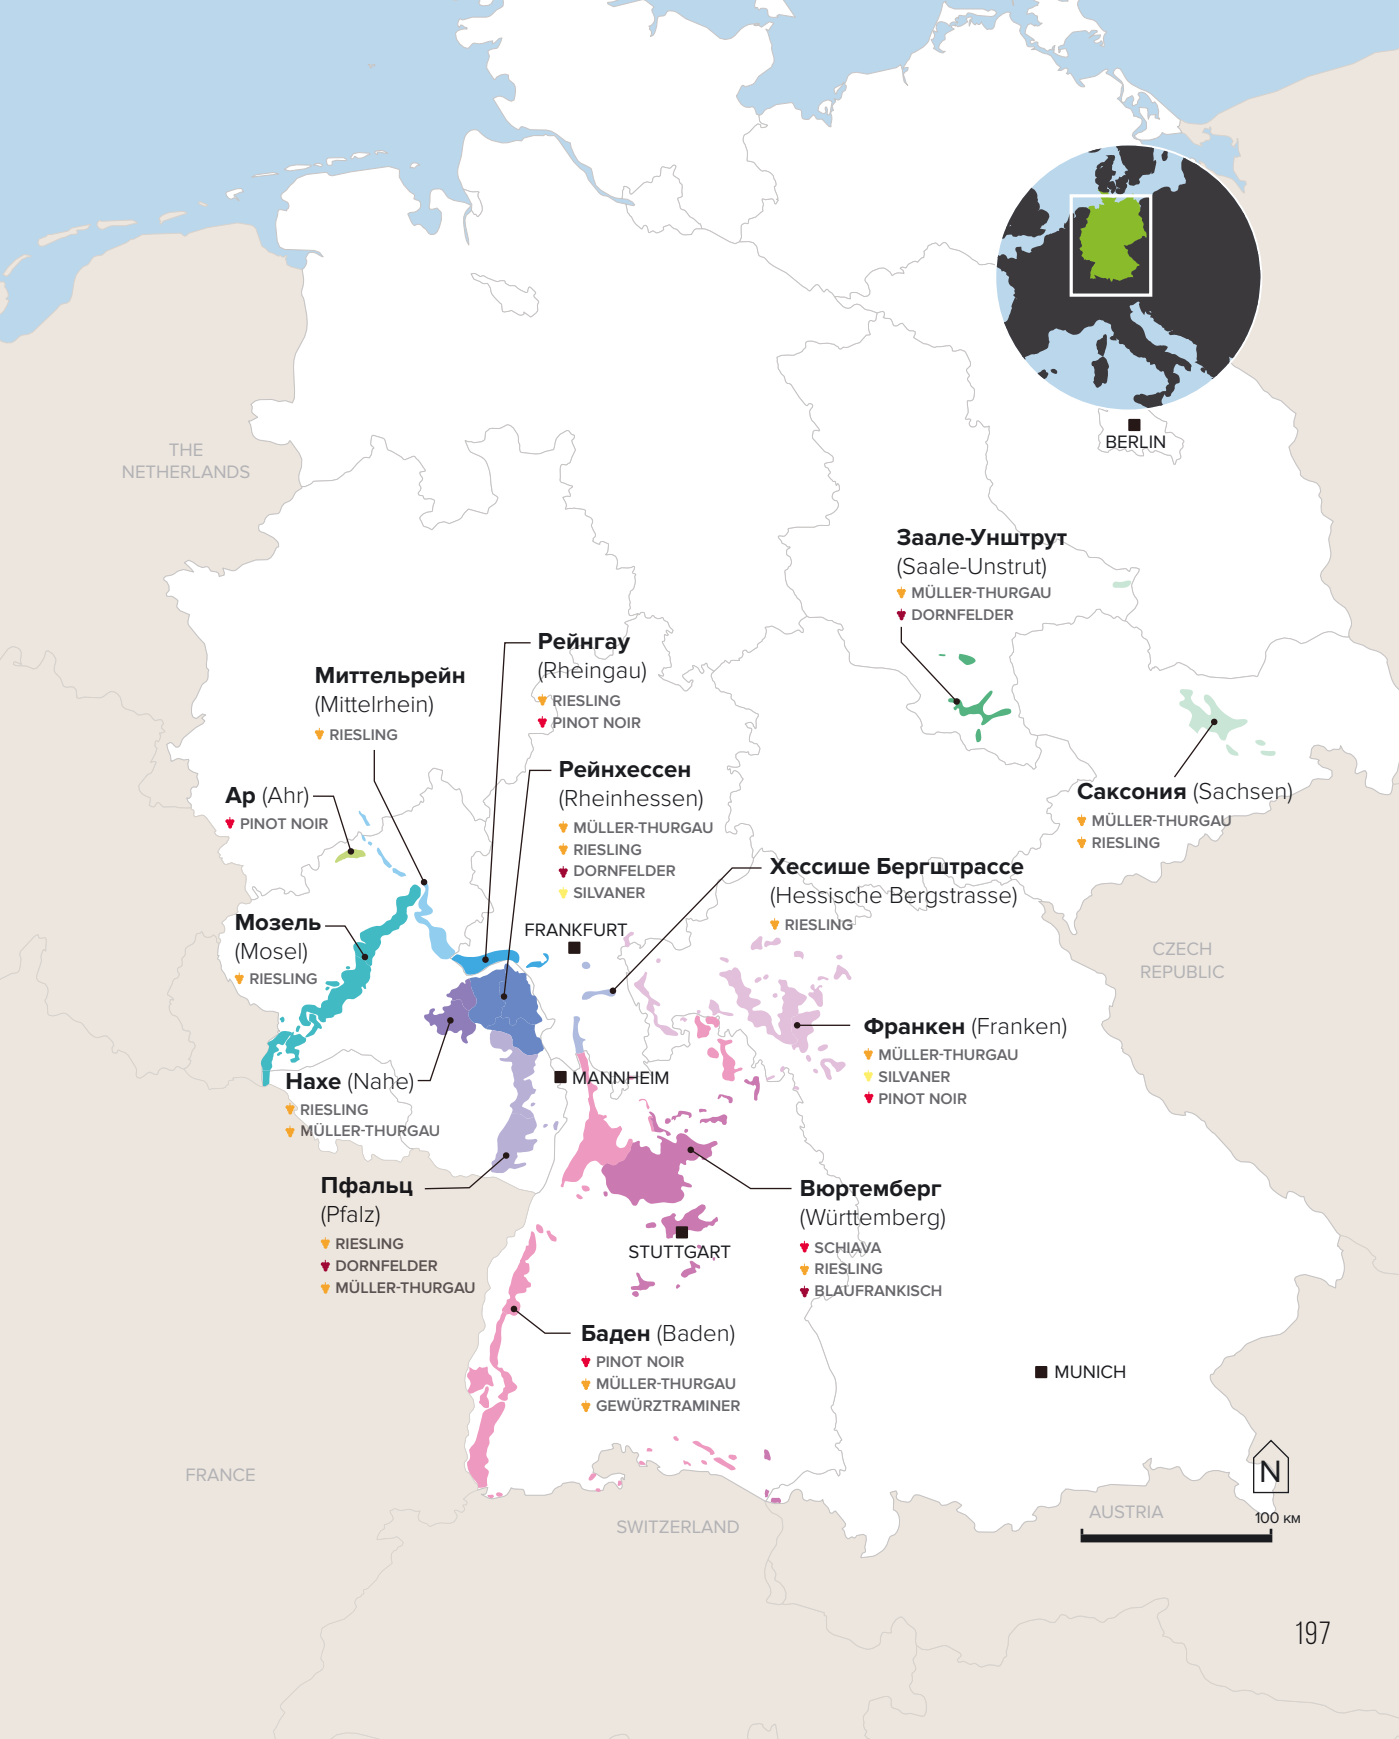 BERLIN
THE
NETHERLANDS
Заале-Унштрут
(Saale-Unstrut)
MÜLLER-THURGAU
DORNFELDER
Рейнгау
(Rheingau)
RIESLING
PINOT NOIR
Миттельрейн
(Mittelrhein)
RIESLING
Рейнхессен
(Rheinhessen)
MÜLLER-THURGAU
RIESLING
DORNFELDER
SILVANER
Ар (Ahr)
PINOT NOIR
Саксония (Sachsen)
MÜLLER-THURGAU
RIESLING
Хессише Бергштрассе
(Hessische Bergstrasse)
RIESLING
Мозель
(Mosel)
RIESLING
FRANKFURT
CZECH
REPUBLIC
Франкен (Franken)
MÜLLER-THURGAU
SILVANER
PINOT NOIR
Нахе (Nahe)
RIESLING
MÜLLER-THURGAU
MANNHEIM
Пфальц
(Pfalz)
RIESLING
DORNFELDER
MÜLLER-THURGAU
Вюртемберг
(Württemberg)
SCHIAVA
RIESLING
BLAUFRANKISCH
STUTTGART
Баден (Baden)
PINOT NOIR
MÜLLER-THURGAU
GEWÜRZTRAMINER
MUNICH
FRANCE
N
SWITZERLAND
AUSTRIA
100 км
197